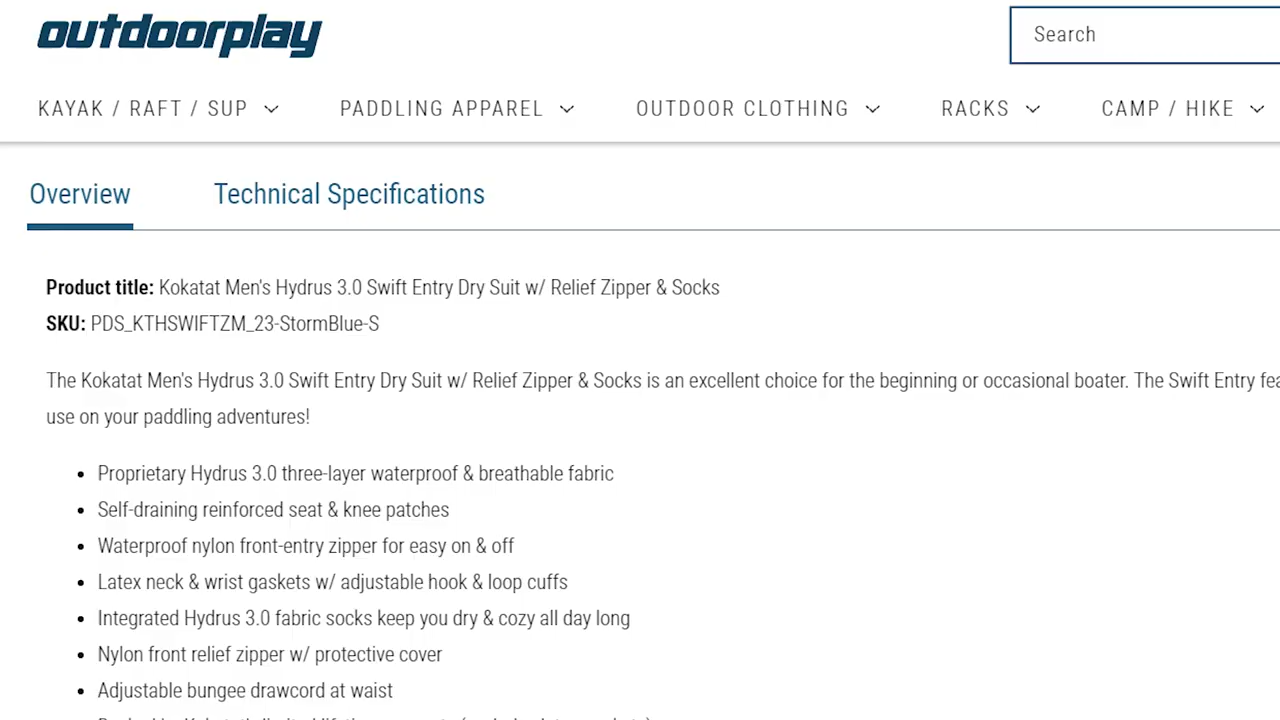 outdoorplay
Search
KAYAK / RAFT / SUP
PADDLING APPAREL
OUTDOOR CLOTHING
RACKS
CAMP / HIKE
Overview
Technical Specifications
Product title: Kokatat Men's Hydrus 3.0 Swift Entry Dry Suit w/ Relief Zipper & Socks
SKU: PDS_KTHSWIFTZM_23-StormBlue-S
The Kokatat Men's Hydrus 3.0 Swift Entry Dry Suit w/ Relief Zipper & Socks is an excellent choice for the beginning or occasional boater. The Swift Entry
use on your paddling adventures!
• Proprietary Hydrus 3.0 three-layer waterproof & breathable fabric
• Self-draining reinforced seat & knee patches
• Waterproof nylon front-entry zipper for easy on & off
• Latex neck & wrist gaskets w/ adjustable hook & loop cuffs
• Integrated Hydrus 3.0 fabric socks keep you dry & cozy all day long
• Nylon front relief zipper w/ protective cover
• Adjustable bungee drawcord at waist